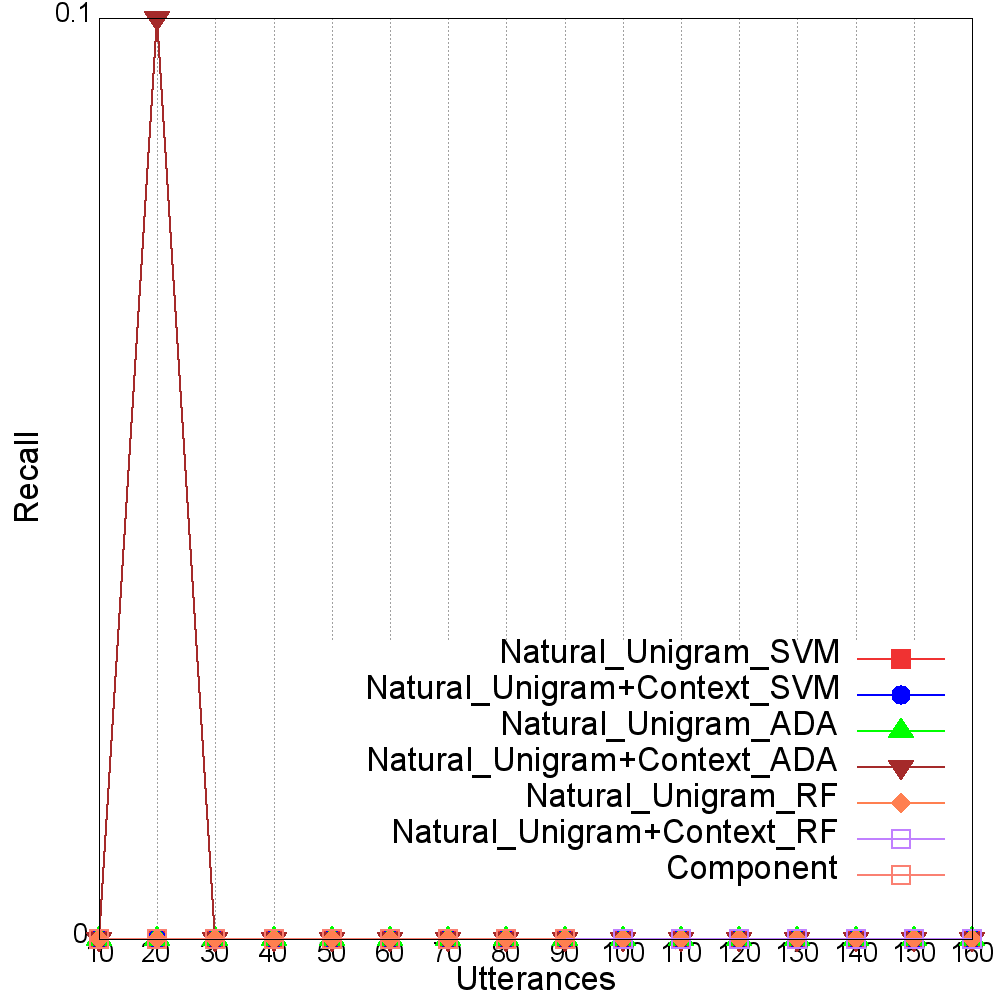 0.1
Recall
Natural_Unigram_SVM
Natural_Unigram+Context_SVM
Natural_Unigram_ADA
Natural_Unigram+Context_ADA
Natural_Unigram_RF
Natural_Unigram+Context_RF
Component
0
10 20 30 40 50 60 70 80 90 100 110 120 130 140 150 160
Utterances